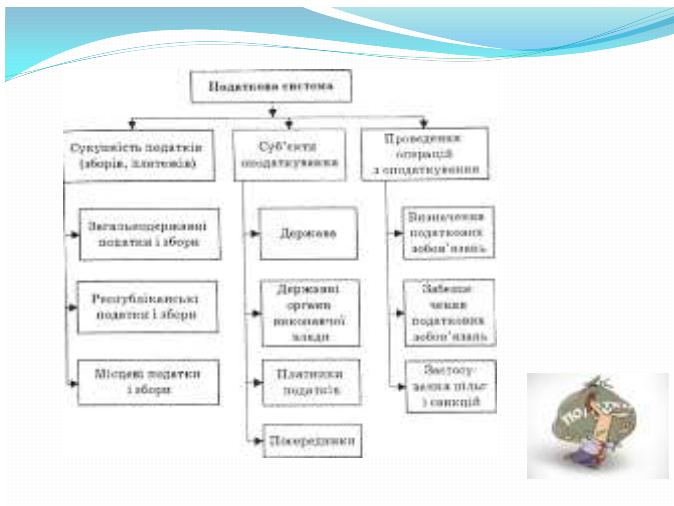 Податкова система
Сукупність податків
(зборів, платежів)
Загальнодержавні
податки і збори
Республіканські
податки і збори
Місцеві податки
і збори
Суб'єкти
оподаткування
Держава
Державні
органи
виконавчої
влади
Платники
податків
Посередники
Проведення
операцій
з оподаткування
Визначення
податкових
зобов'язань
Забезпе
чення
податкових
зобов'язань
Застосу-
вання пільг
і санкцій